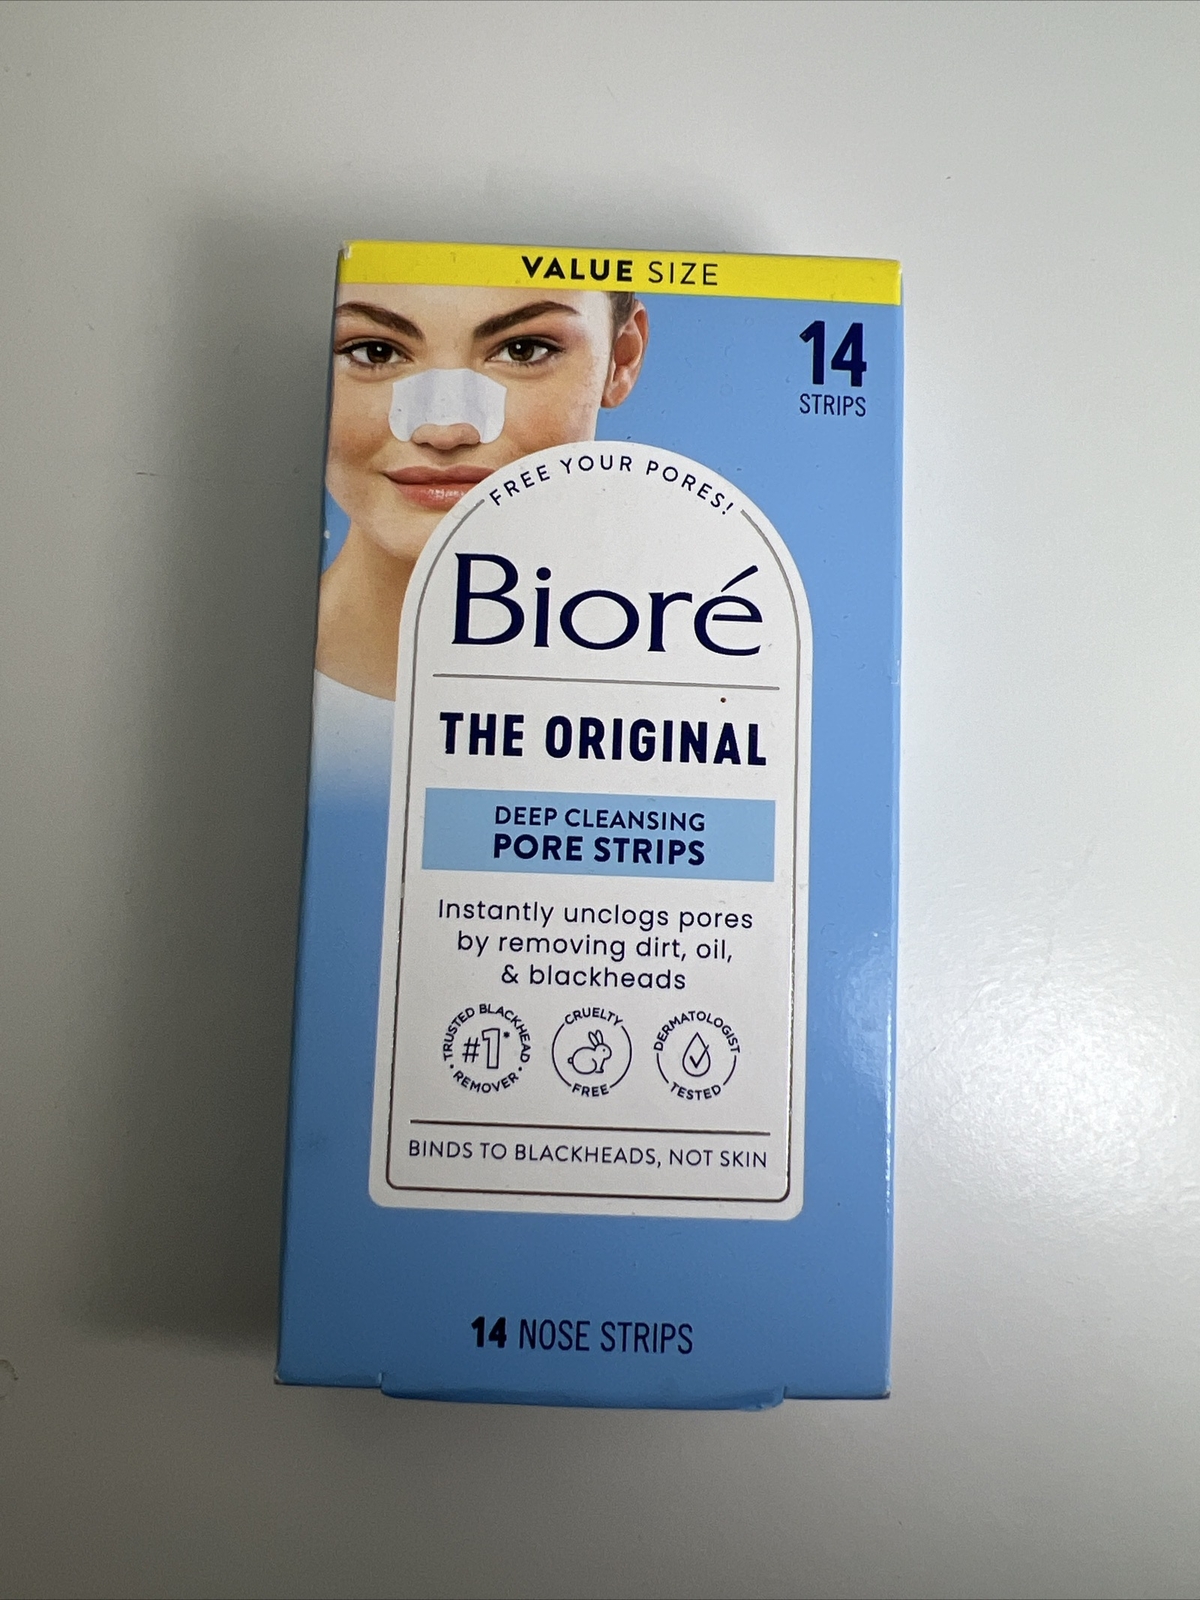 VALUE SIZE
14
STRIPS
FREE YOUR PORES!
Bioré
THE ORIGINAL
DEEP CLEANSING
PORE STRIPS
Instantly unclogs pores
by removing dirt, oil,
& blackheads
TRUSTED BLACKHEAD
#1*
REMOVER
CRUELTY
FREE
DERMATOLOGIST
TESTED
BINDS TO BLACKHEADS, NOT SKIN
14 NOSE STRIPS